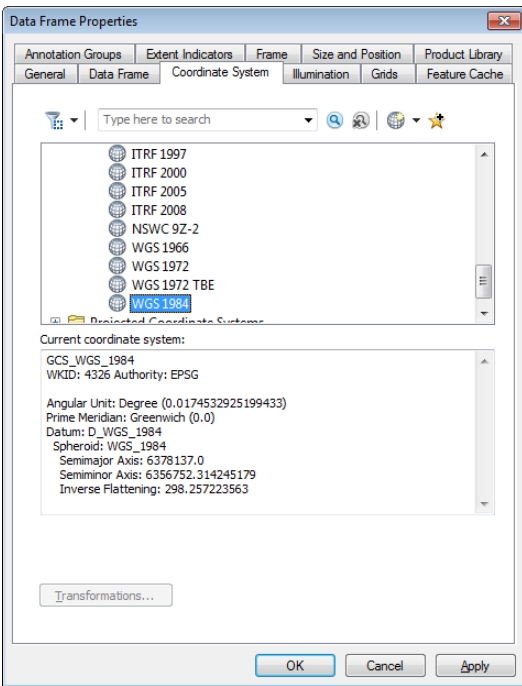 Data Frame Properties
Annotation Groups Extent Indicators Frame Size and Position Product Library
General Data Frame Coordinate System Illumination Grids Feature Cache
Type here to search
ITRF 1997
ITRF 2000
ITRF 2005
ITRF 2008
NSWC 9Z-2
WGS 1966
WGS 1972
WGS 1972 TBE
WGS 1984
Projected Coordinate Systems
Current coordinate system:
GCS_WGS_1984
WKID: 4326 Authority: EPSG
Angular Unit: Degree (0.0174532925199433)
Prime Meridian: Greenwich (0.0)
Datum: D_WGS_1984
Spheroid: WGS_1984
Semimajor Axis: 6378137.0
Semiminor Axis: 6356752.314245179
Inverse Flattening: 298.257223563
Transformations...
OK Cancel Apply